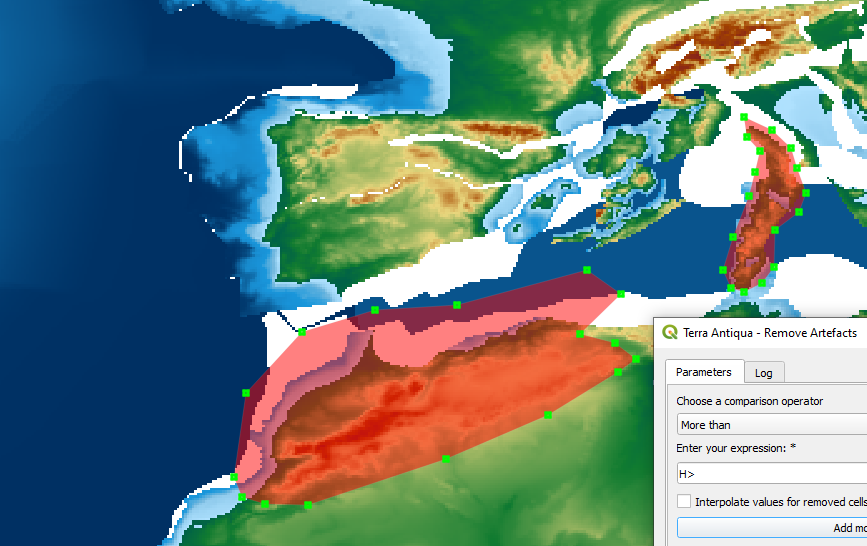 Terra Antiqua - Remove Artefacts
Parameters
Log
Choose a comparison operator
More than
Enter your expression: *
H>
Interpolate values for removed cells
Add mo